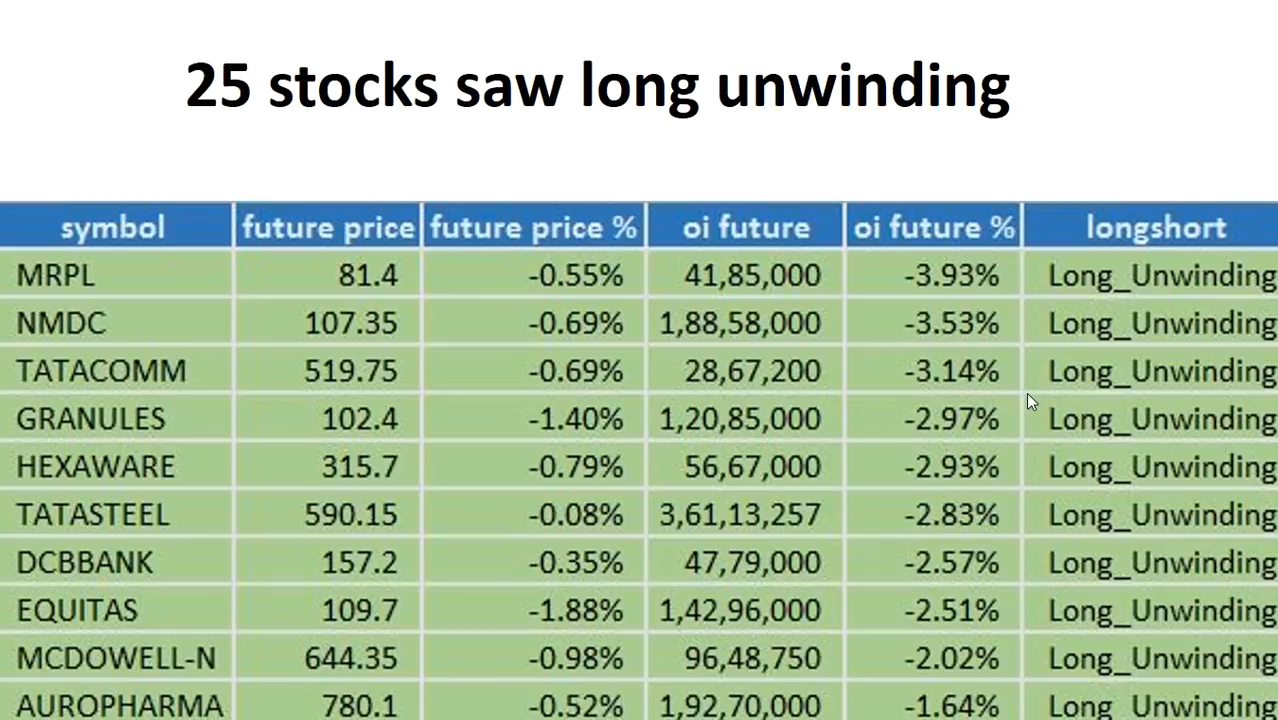 25 stocks saw long unwinding
symbol future price future price % oi future oi future % longshort
MRPL 81.4 -0.55% 41,85,000 -3.93% Long_Unwinding
NMDC 107.35 -0.69% 1,88,58,000 -3.53% Long_Unwinding
TATACOMM 519.75 -0.69% 28,67,200 -3.14% Long_Unwinding
GRANULES 102.4 -1.40% 1,20,85,000 -2.97% Long_Unwinding
HEXAWARE 315.7 -0.79% 56,67,000 -2.93% Long_Unwinding
TATASTEEL 590.15 -0.08% 3,61,13,257 -2.83% Long_Unwinding
DCBBANK 157.2 -0.35% 47,79,000 -2.57% Long_Unwinding
EQUITAS 109.7 -1.88% 1,42,96,000 -2.51% Long_Unwinding
MCDOWELL-N 644.35 -0.98% 96,48,750 -2.02% Long_Unwinding
AUROPHARMA 780.1 -0.52% 1,92,70,000 -1.64% Long_Unwinding